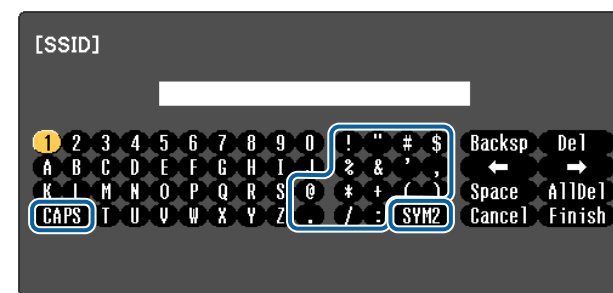 [SSID]
1 2 3 4 5 6 7 8 9 0 ! " # $ Backsp Del
A B C D E F G H I J % & ' , ← →
K L M N O P Q R S @ * + ( ) Space AllDel
CAPS T U V W X Y Z . / : SYM2 Cancel Finish